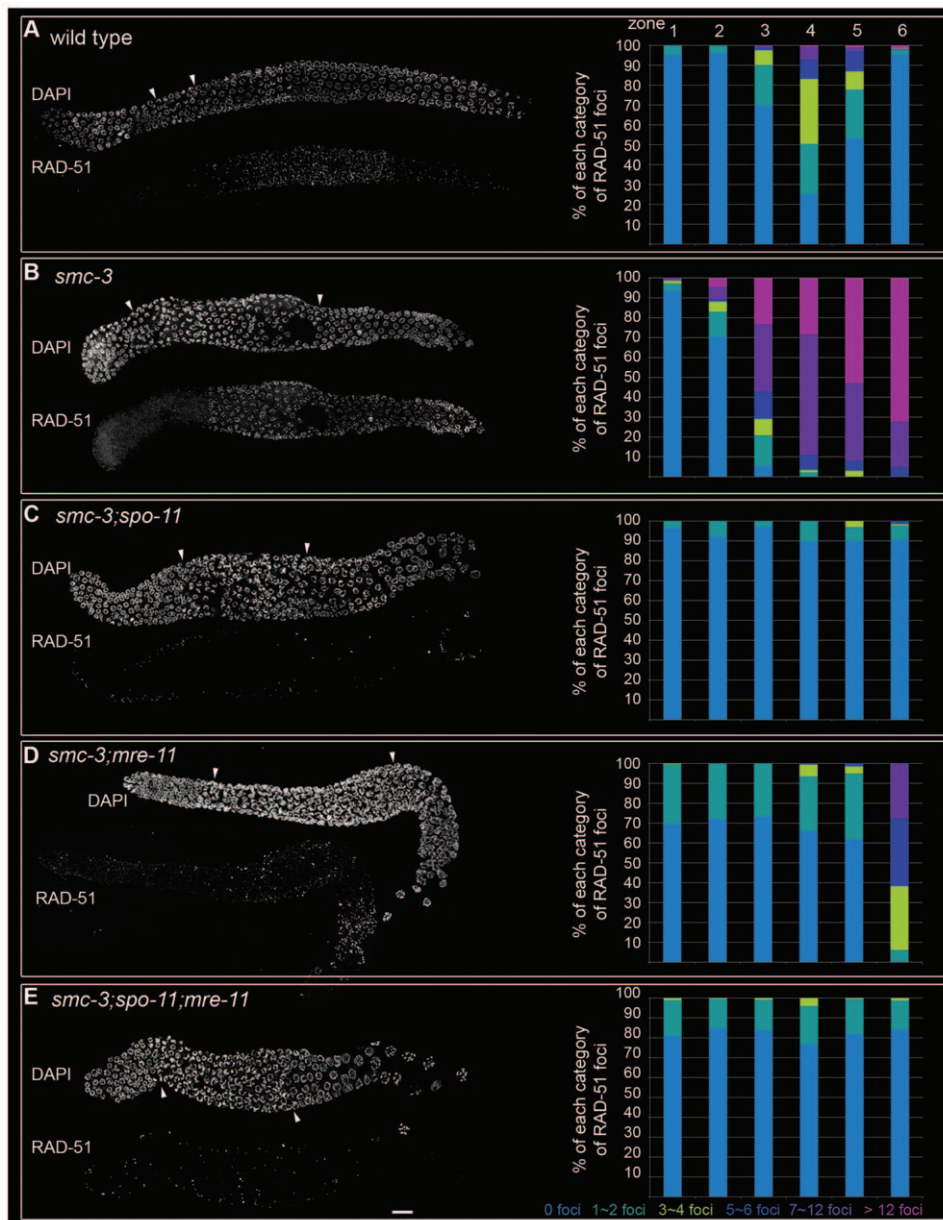 A wild type
DAPI
RAD-51
zone 1 2 3 4 5 6
% of each category
of RAD-51 foci
100
90
80
70
60
50
40
30
20
10
B smc-3
DAPI
RAD-51
% of each category
of RAD-51 foci
100
90
80
70
60
50
40
30
20
10
C smc-3;spo-11
DAPI
RAD-51
% of each category
of RAD-51 foci
100
90
80
70
60
50
40
30
20
10
D smc-3;mre-11
DAPI
RAD-51
% of each category
of RAD-51 foci
100
90
80
70
60
50
40
30
20
10
E smc-3;spo-11;mre-11
DAPI
RAD-51
% of each category
of RAD-51 foci
100
90
80
70
60
50
40
30
20
10
0 foci 1~2 foci 3~4 foci 5~6 foci 7~12 foci > 12 foci